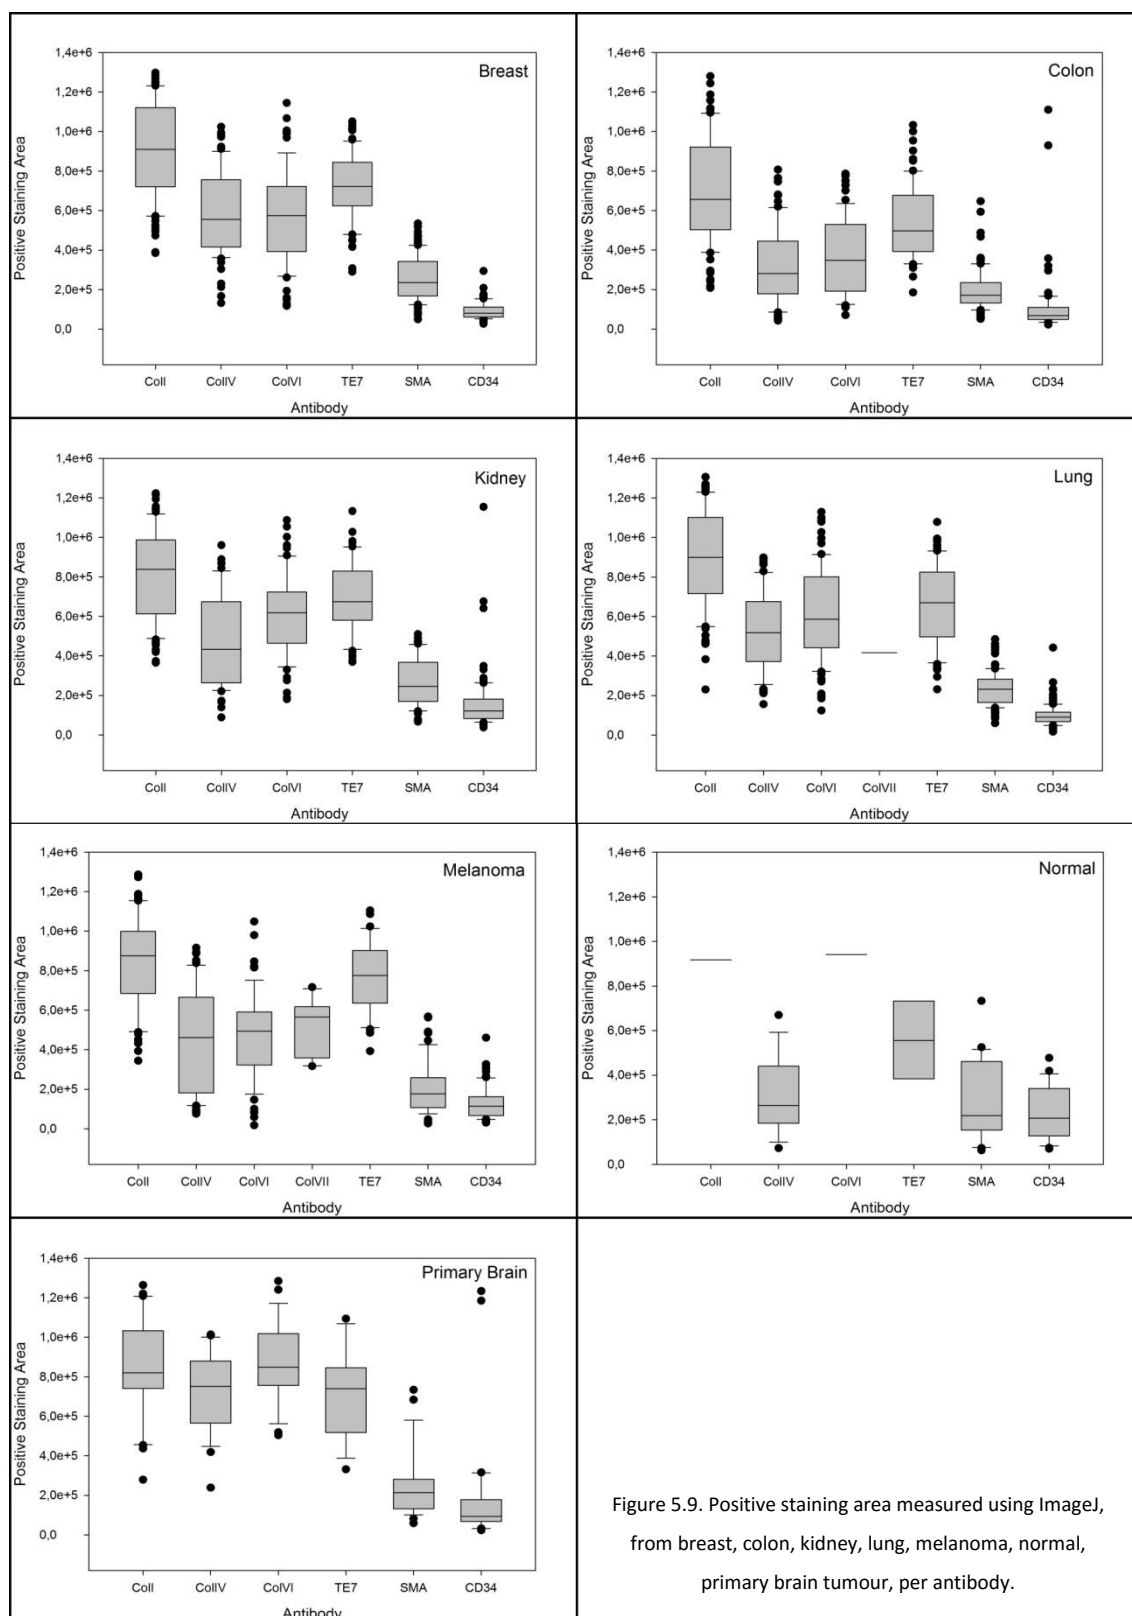 Breast
Positive Staining Area
1,4e+6
1,2e+6
1,0e+6
8,0e+5
6,0e+5
4,0e+5
2,0e+5
0,0
ColI ColIV ColVI TE7 SMA CD34
Antibody
Colon
Positive Staining Area
1,4e+6
1,2e+6
1,0e+6
8,0e+5
6,0e+5
4,0e+5
2,0e+5
0,0
ColI ColIV ColVI TE7 SMA CD34
Antibody
Kidney
Positive Staining Area
1,4e+6
1,2e+6
1,0e+6
8,0e+5
6,0e+5
4,0e+5
2,0e+5
0,0
ColI ColIV ColVI TE7 SMA CD34
Antibody
Lung
Positive Staining Area
1,4e+6
1,2e+6
1,0e+6
8,0e+5
6,0e+5
4,0e+5
2,0e+5
0,0
ColI ColIV ColVI ColVII TE7 SMA CD34
Antibody
Melanoma
Positive Staining Area
1,4e+6
1,2e+6
1,0e+6
8,0e+5
6,0e+5
4,0e+5
2,0e+5
0,0
ColI ColIV ColVI ColVII TE7 SMA CD34
Antibody
Normal
Positive Staining Area
1,4e+6
1,2e+6
1,0e+6
8,0e+5
6,0e+5
4,0e+5
2,0e+5
0,0
ColI ColIV ColVI TE7 SMA CD34
Antibody
Primary Brain
Positive Staining Area
1,4e+6
1,2e+6
1,0e+6
8,0e+5
6,0e+5
4,0e+5
2,0e+5
0,0
ColI ColIV ColVI TE7 SMA CD34
Antibody
Figure 5.9. Positive staining area measured using ImageJ,
from breast, colon, kidney, lung, melanoma, normal,
primary brain tumour, per antibody.